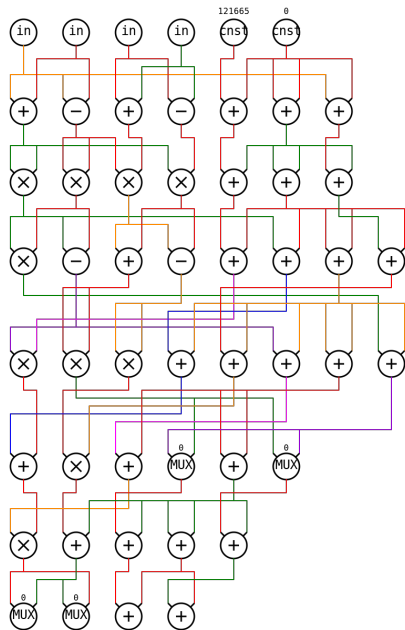 121665 0
in in in in cnst cnst
+ − + − + + +
× × × × + + +
× − + − + + + +
× × × + + + + +
0 0
+ × + MUX + MUX
× + + + +
0 0
MUX MUX + +